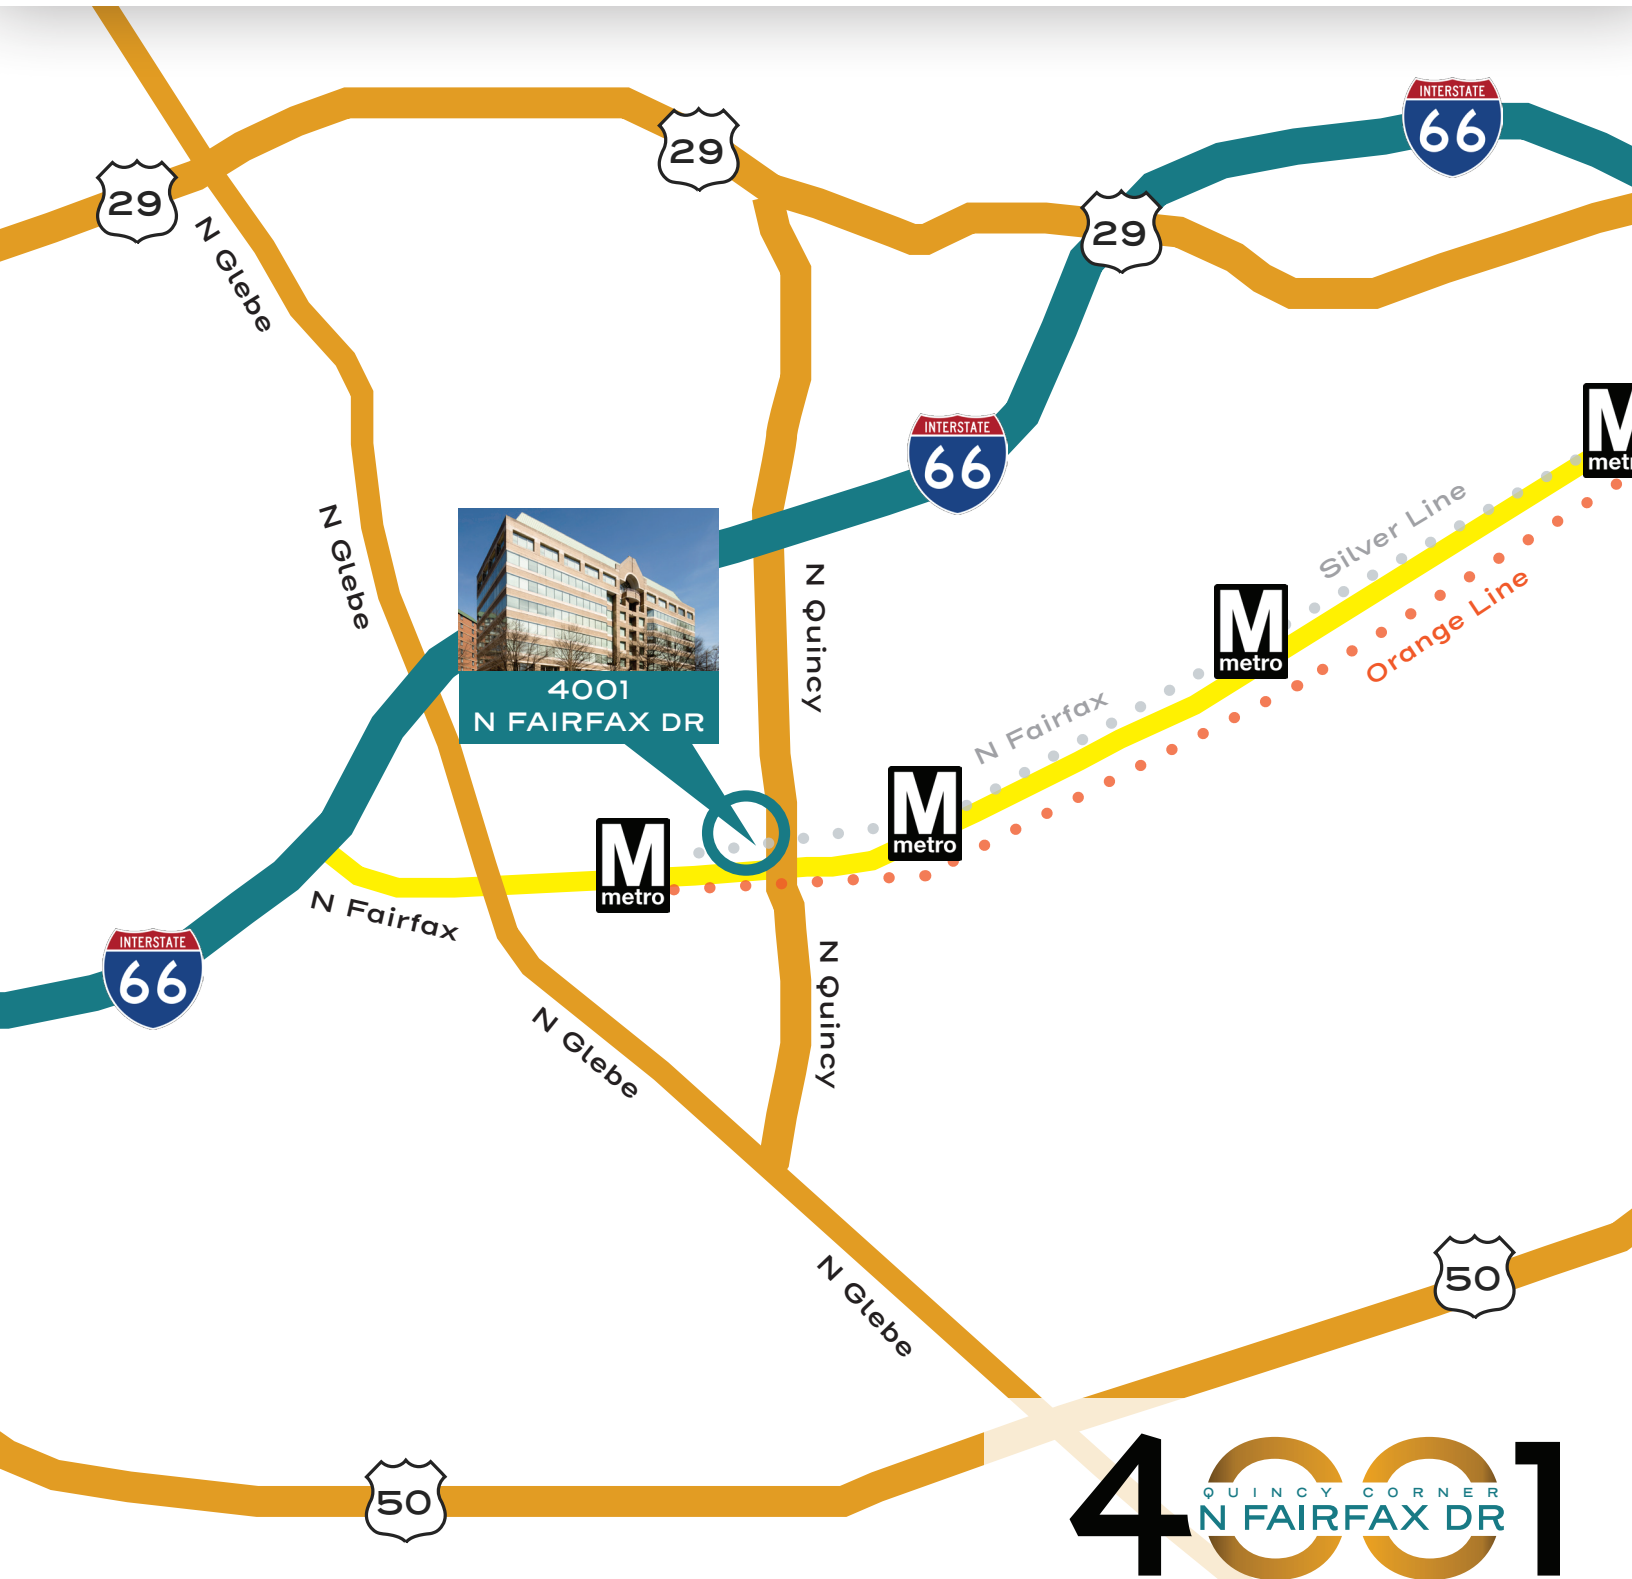 INTERSTATE
66
29
29
29
N Glebe
INTERSTATE
66
M
metro
Silver Line
N Glebe
N Quincy
Orange Line
M
metro
4001
N FAIRFAX DR
N Fairfax
M
metro
M
metro
N Fairfax
INTERSTATE
66
N Quincy
N Glebe
N Glebe
50
50
4001
QUINCY CORNER
N FAIRFAX DR